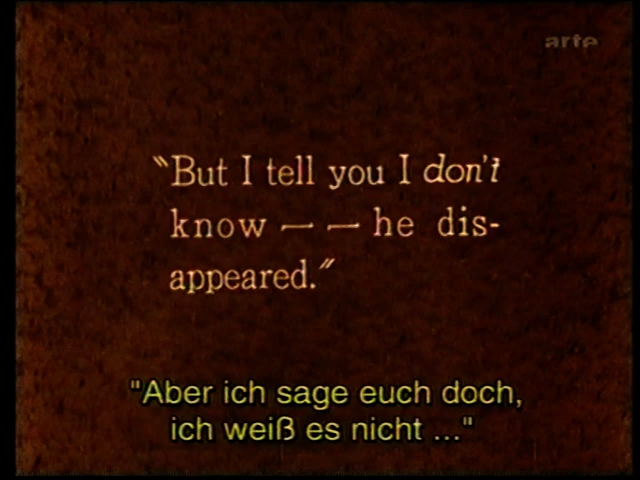 arte
"But I tell you I don't
know — — he dis-
appeared."
"Aber ich sage euch doch,
ich weiß es nicht ..."